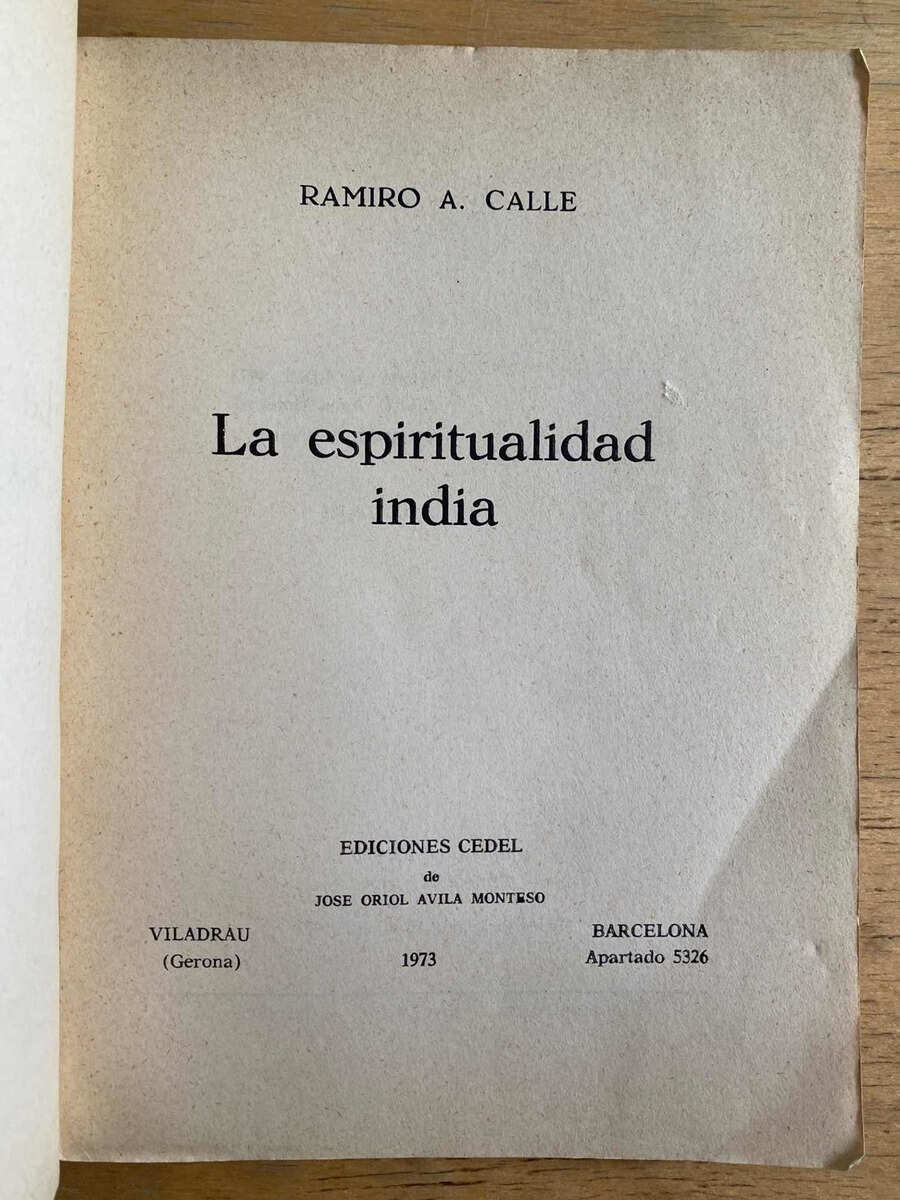 RAMIRO A. CALLE
La espiritualidad
india
EDICIONES CEDEL
de
JOSE ORIOL AVILA MONTESO
VILADRAU
(Gerona)
1973
BARCELONA
Apartado 5326